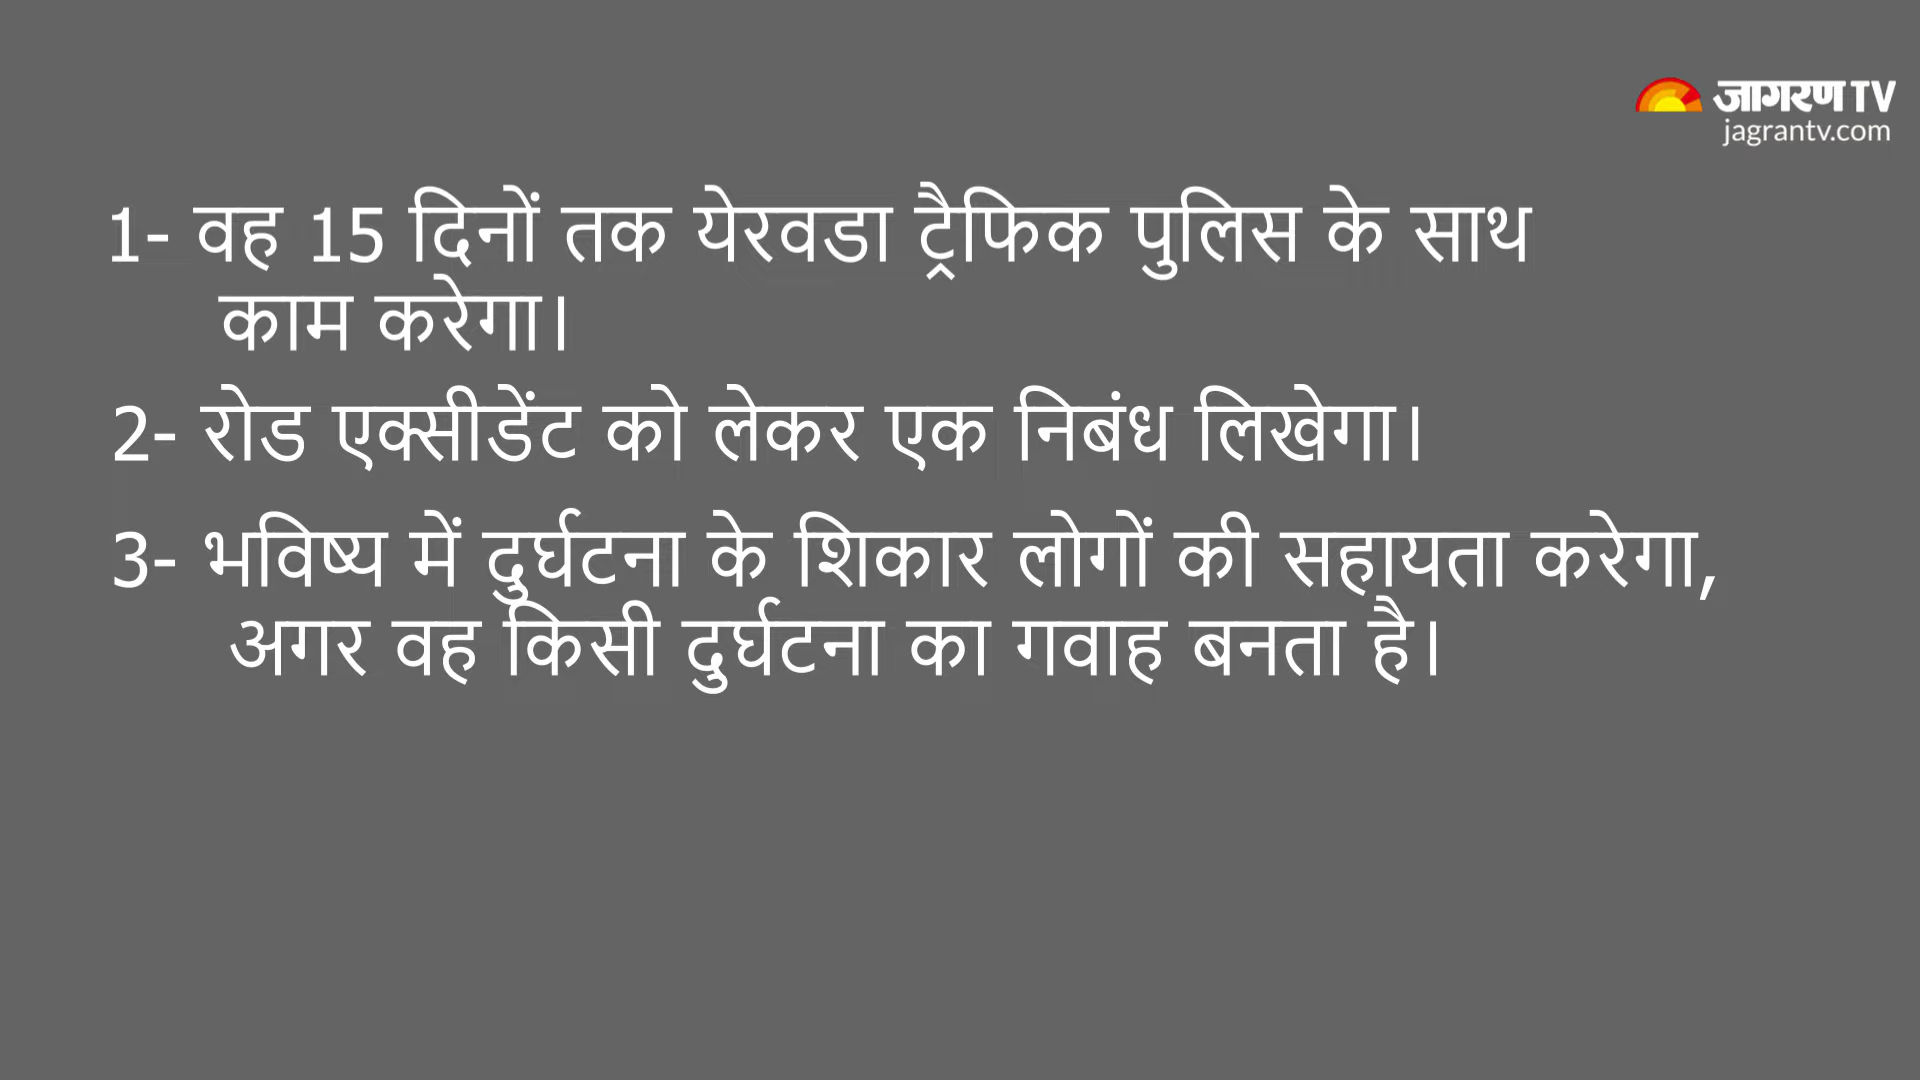 जागरण TV
jagrantv.com
1- वह 15 दिनों तक येरवडा ट्रैफिक पुलिस के साथ
काम करेगा।
2- रोड एक्सीडेंट को लेकर एक निबंध लिखेगा।
3- भविष्य में दुर्घटना के शिकार लोगों की सहायता करेगा,
अगर वह किसी दुर्घटना का गवाह बनता है।